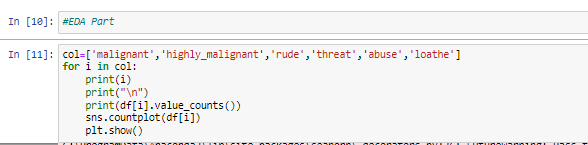 In [10]: #EDA Part
In [11]: col=['malignant','highly_malignant','rude','threat','abuse','loathe']
for i in col:
    print(i)
    print("\n")
    print(df[i].value_counts())
    sns.countplot(df[i])
    plt.show()